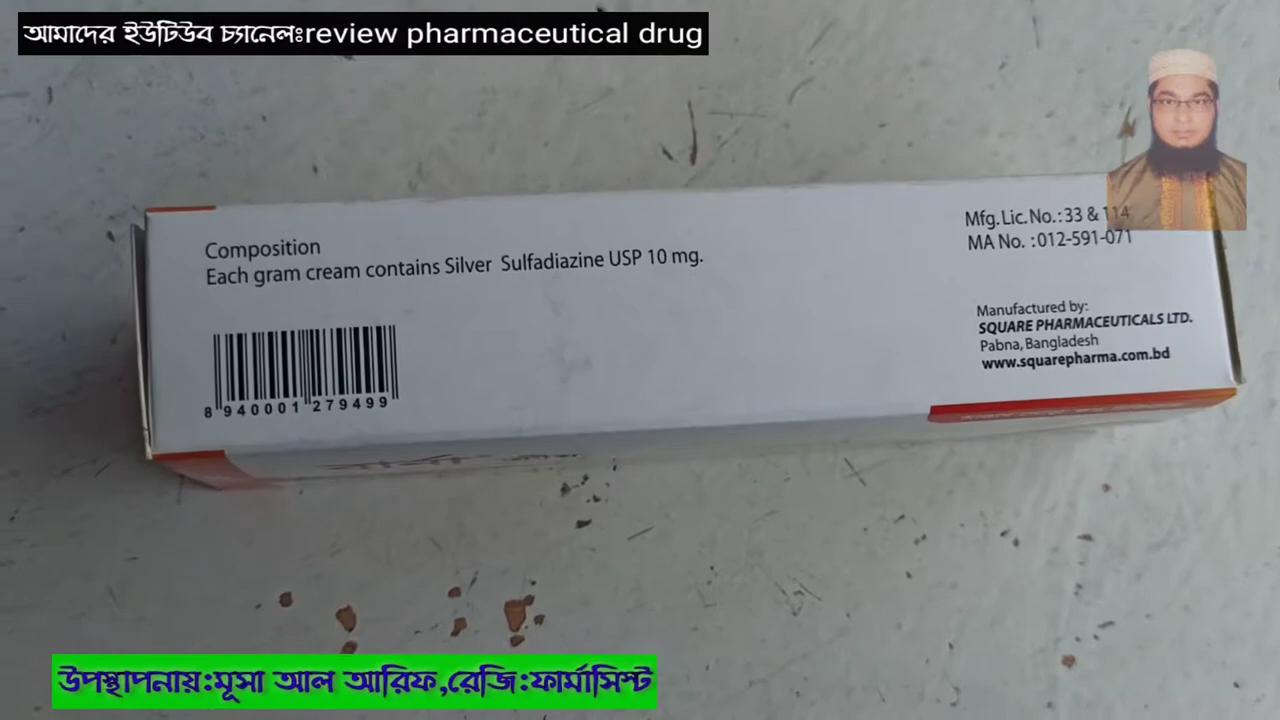 আমাদের ইউটিউব চ্যানেলঃreview pharmaceutical drug
Composition
Each gram cream contains Silver Sulfadiazine USP 10 mg.
8 940001 279499
Mfg. Lic. No. : 33 & 114
MA No. : 012-591-071
Manufactured by:
SQUARE PHARMACEUTICALS LTD.
Pabna, Bangladesh
www.squarepharma.com.bd
উপস্থাপনায়:মূসা আল আরিফ,রেজি:ফার্মাসিস্ট